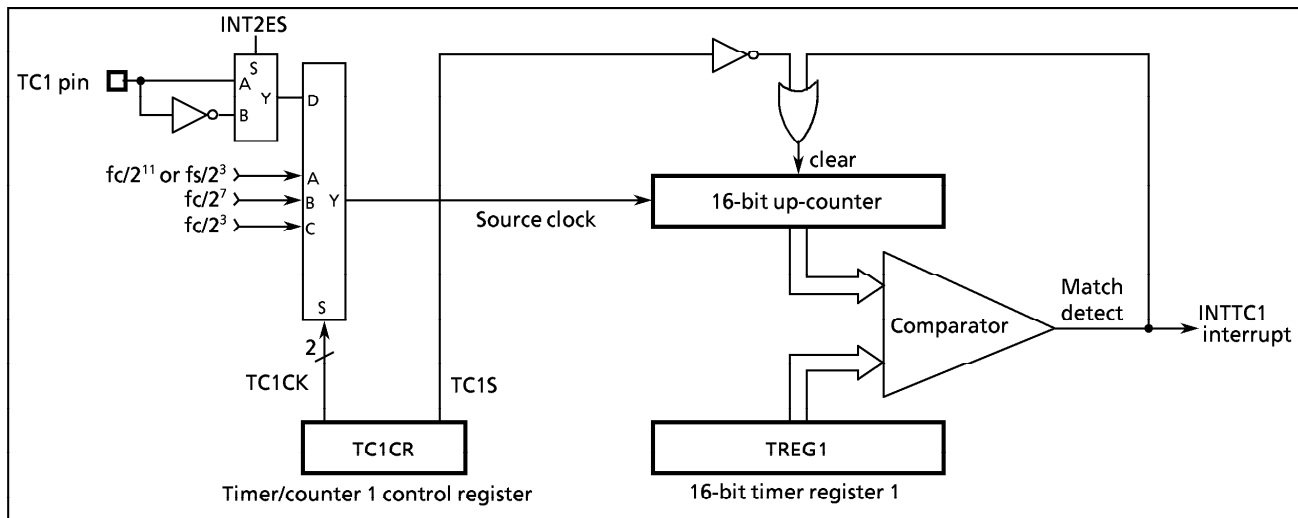 INT2ES
TC1 pin
S
A
Y
B
D
fc/2¹¹ or fs/2³
A
fc/2⁷
B
Y
fc/2³
C
S
2
TC1CK
TC1S
TC1CR
Timer/counter 1 control register
clear
16-bit up-counter
Source clock
Comparator
Match
detect
INTTC1
interrupt
TREG1
16-bit timer register 1